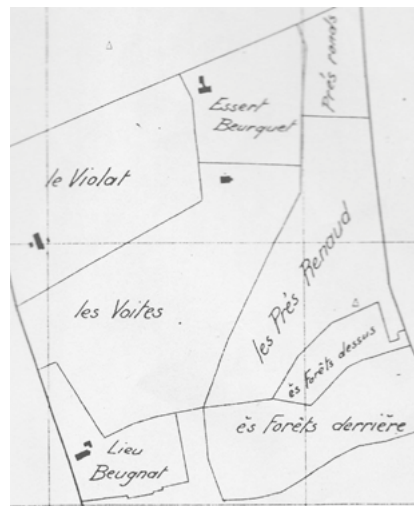 Prés ronds
Essert
Beurquet
le Violat
les Prés Renaud
les Voites
ès Forêts dessus
ès Forêts derrière
Lieu
Beugnat